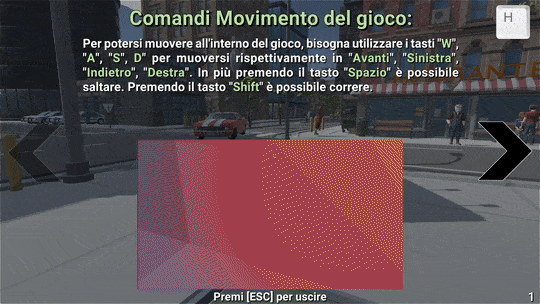 Comandi Movimento del gioco:
H
Per potersi muovere all'interno del gioco, bisogna utilizzare i tasti "W",
"A", "S", D" per muoversi rispettivamente in "Avanti", "Sinistra",
"Indietro", "Destra". In più premendo il tasto "Spazio" è possibile
saltare. Premendo il tasto "Shift" è possibile correre.
Premi [ESC] per uscire
1